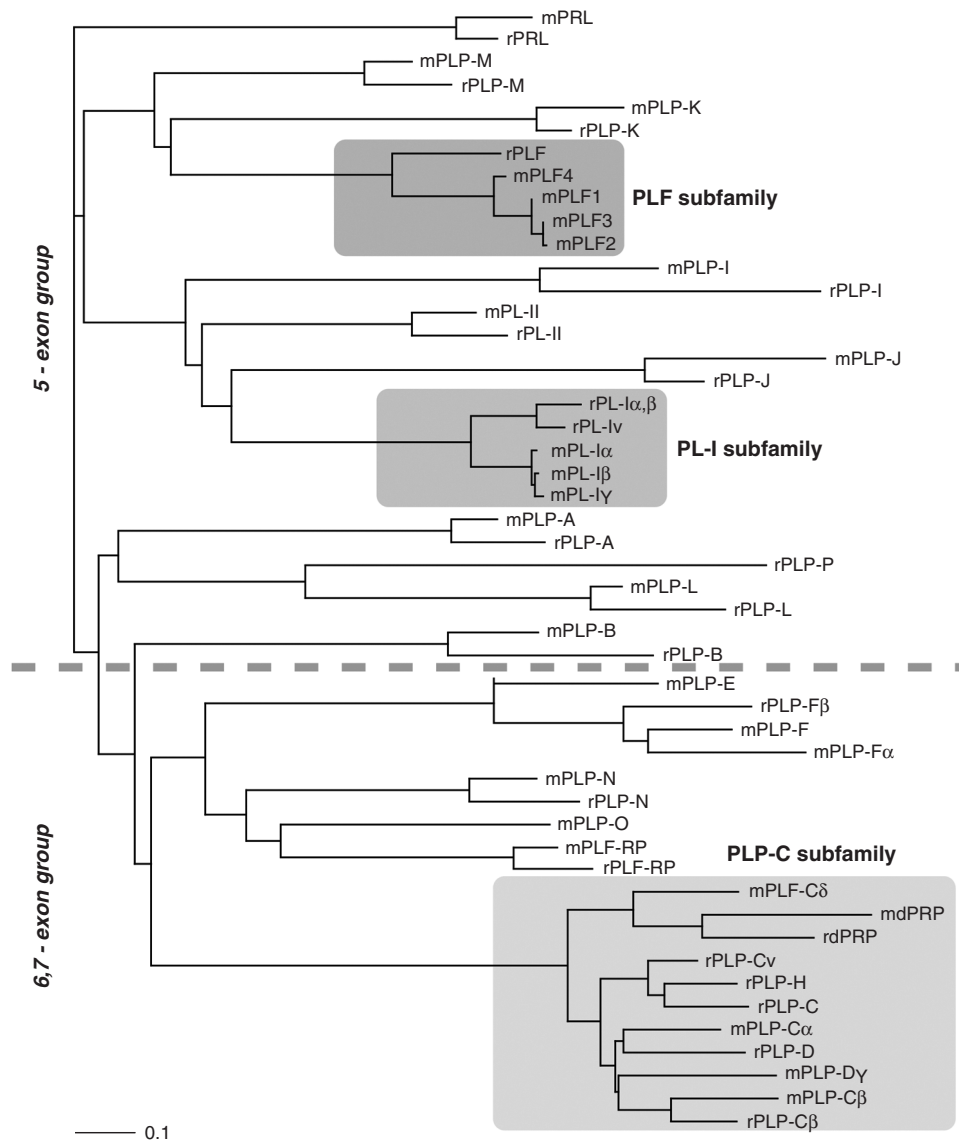 mPRL
rPRL
mPLP-M
rPLP-M
mPLP-K
rPLP-K
rPLF
mPLF4
mPLF1
PLF subfamily
mPLF3
mPLF2
5 - exon group
mPLP-I
rPLP-I
mPL-II
rPL-II
mPLP-J
rPLP-J
rPL-Iα,β
rPL-Iv
PL-I subfamily
mPL-Iα
mPL-Iβ
mPL-Iγ
mPLP-A
rPLP-A
rPLP-P
mPLP-L
rPLP-L
mPLP-B
rPLP-B
6,7 - exon group
mPLP-E
rPLP-Fβ
mPLP-F
mPLP-Fα
mPLP-N
rPLP-N
mPLP-O
mPLF-RP
rPLF-RP
PLP-C subfamily
mPLF-Cδ
mdPRP
rdPRP
rPLP-Cv
rPLP-H
rPLP-C
mPLP-Cα
rPLP-D
mPLP-Dγ
mPLP-Cβ
rPLP-Cβ
0.1